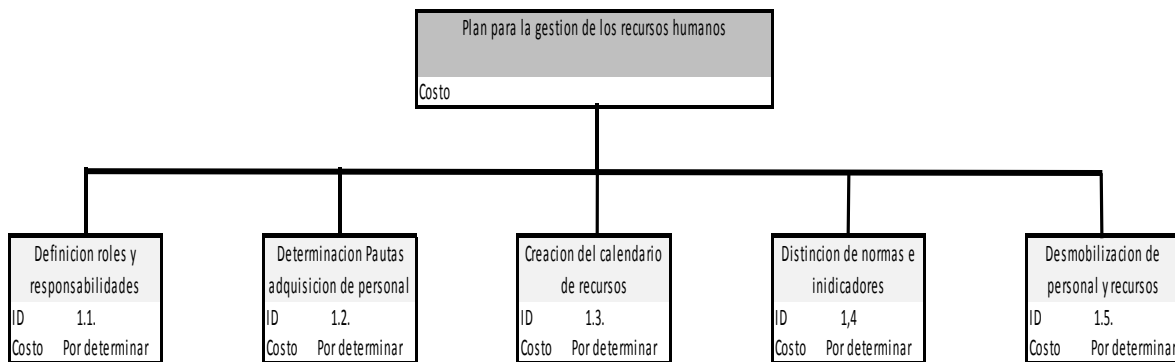 Plan para la gestion de los recursos humanos
Costo
Definicion roles y
responsabilidades
ID 1.1.
Costo Por determinar
Determinacion Pautas
adquisicion de personal
ID 1.2.
Costo Por determinar
Creacion del calendario
de recursos
ID 1.3.
Costo Por determinar
Distincion de normas e
inidicadores
ID 1,4
Costo Por determinar
Desmobilizacion de
personal y recursos
ID 1.5.
Costo Por determinar